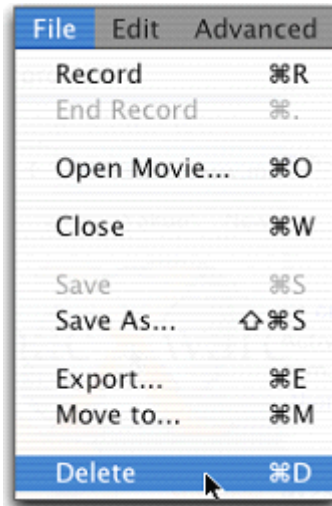 File Edit Advanced
Record ⌘R
End Record ⌘.
Open Movie... ⌘O
Close ⌘W
Save ⌘S
Save As... ⇧⌘S
Export... ⌘E
Move to... ⌘M
Delete ⌘D